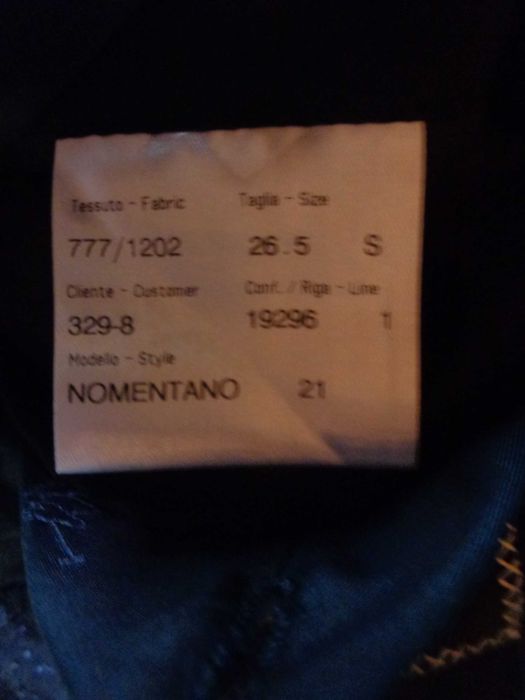 Tessuto - Fabric Taglia - Size
777/1202 26.5 S
Cliente - Customer Conf. / Riga - Line
329-8 19296 1
Modello - Style
NOMENTANO 21